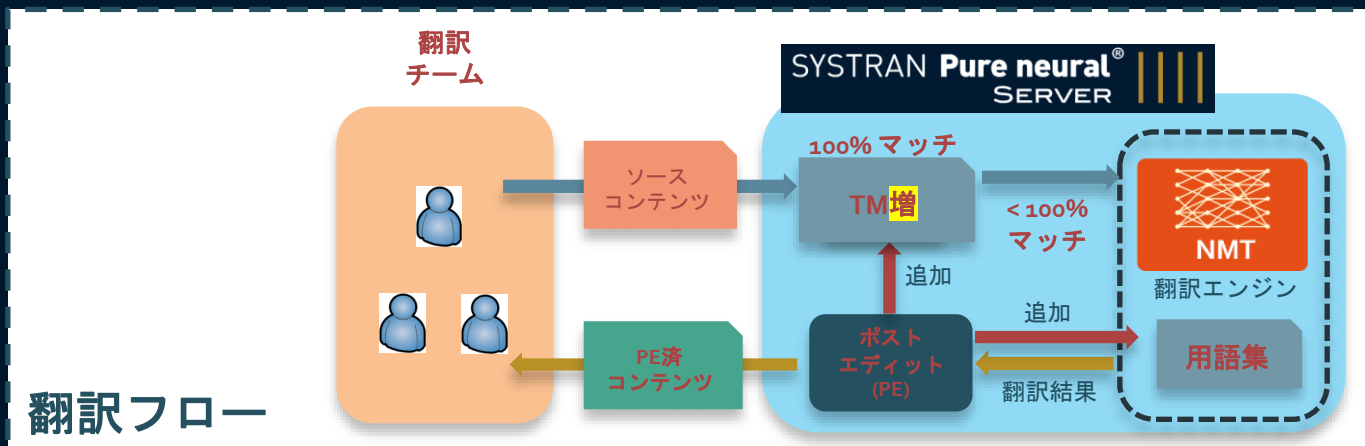 翻訳
チーム
SYSTRAN Pure neural®
SERVER
ソース
コンテンツ
100% マッチ
TM増
< 100%
マッチ
NMT
翻訳エンジン
追加
追加
用語集
ポスト
エディット
(PE)
翻訳結果
PE済
コンテンツ
翻訳フロー